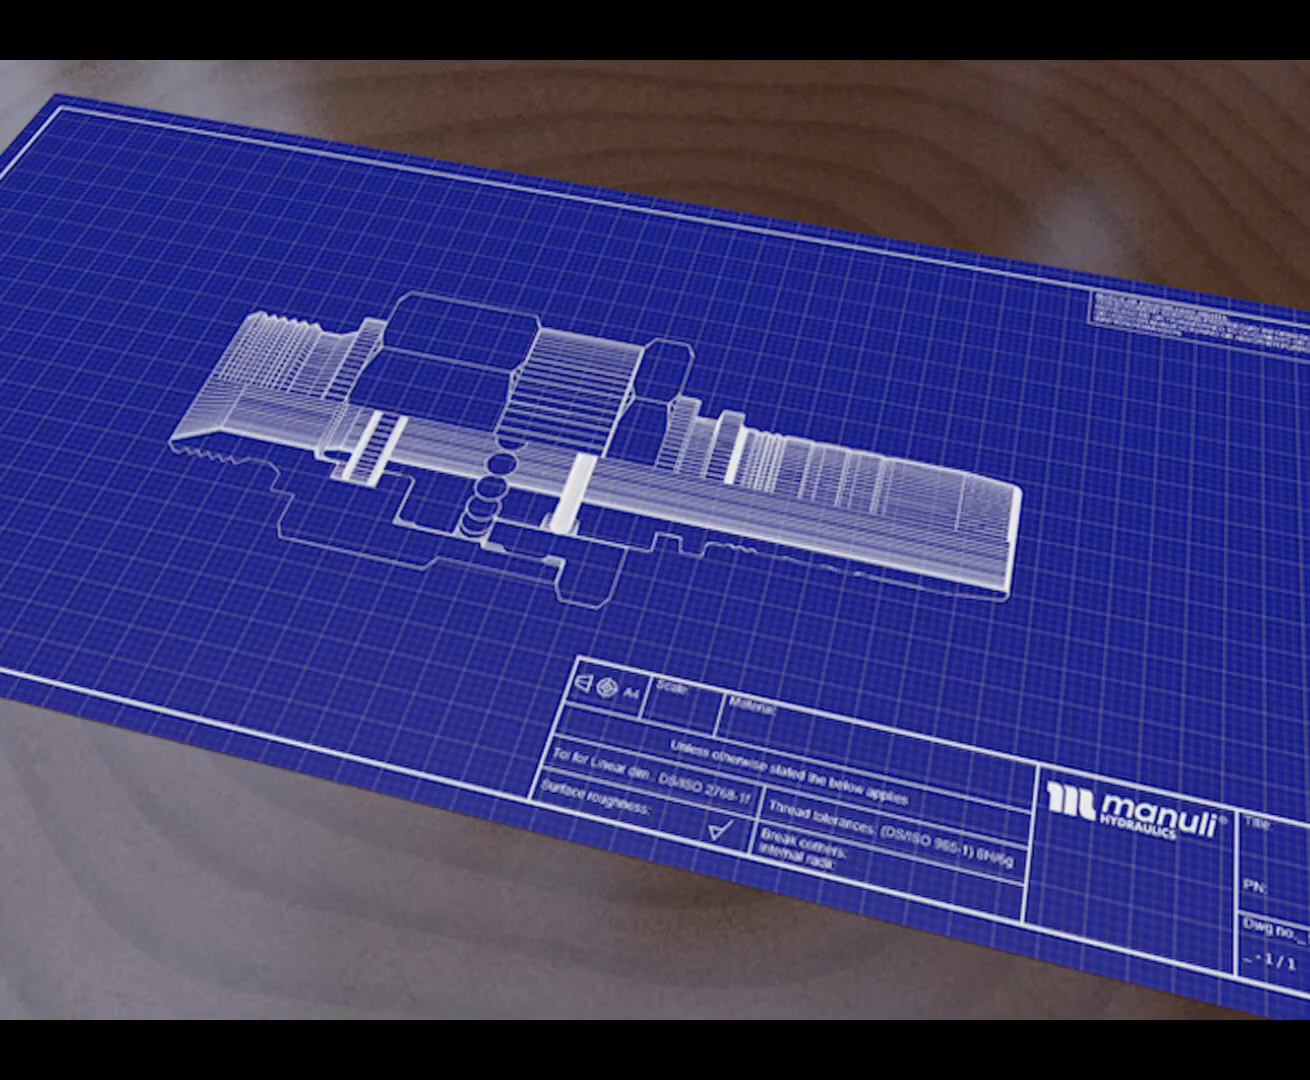 A4
Scale:
Material:
Unless otherwise stated the below applies
Tol for Linear dim.. DS/ISO 2768-1f
Surface roughness:
Thread tolerances: (DS/ISO 965-1) 6H/6g
Break corners:
Internal radii:
manuli®
HYDRAULICS
Title:
PN:
Dwg no._
_-1/1